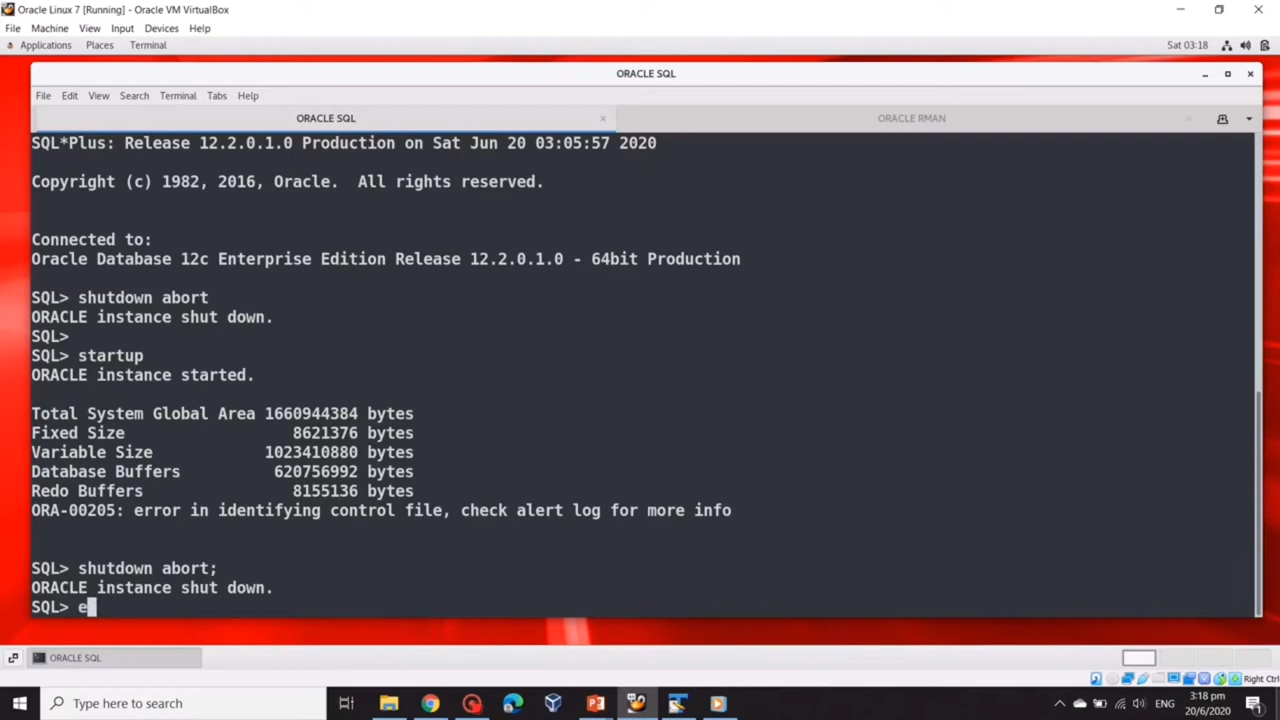 Oracle Linux 7 [Running] - Oracle VM VirtualBox
File Machine View Input Devices Help
Applications Places Terminal Sat 03:18
ORACLE SQL
File Edit View Search Terminal Tabs Help
ORACLE SQL ORACLE RMAN
SQL*Plus: Release 12.2.0.1.0 Production on Sat Jun 20 03:05:57 2020
Copyright (c) 1982, 2016, Oracle.  All rights reserved.
Connected to:
Oracle Database 12c Enterprise Edition Release 12.2.0.1.0 - 64bit Production
SQL> shutdown abort
ORACLE instance shut down.
SQL>
SQL> startup
ORACLE instance started.
Total System Global Area 1660944384 bytes
Fixed Size 8621376 bytes
Variable Size 1023410880 bytes
Database Buffers 620756992 bytes
Redo Buffers 8155136 bytes
ORA-00205: error in identifying control file, check alert log for more info
SQL> shutdown abort;
ORACLE instance shut down.
SQL> e
ORACLE SQL
Right Ctrl
Type here to search
ENG
3:18 pm
20/6/2020
1